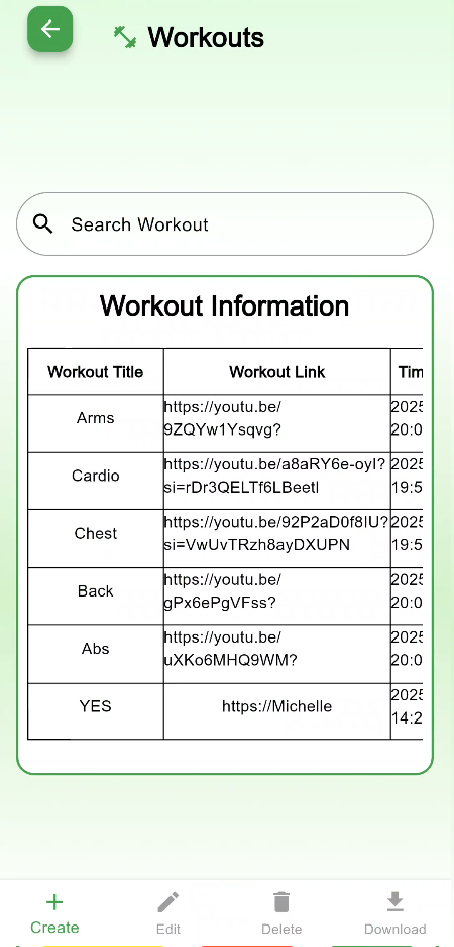 Workouts
Search Workout
Workout Information
Workout Title Workout Link Tim
Arms https://youtu.be/ 2025
9ZQYw1Ysqvg? 20:0
Cardio https://youtu.be/a8aRY6e-oyI? 2025
si=rDr3QELTf6LBeetI 19:5
Chest https://youtu.be/92P2aD0f8IU? 2025
si=VwUvTRzh8ayDXUPN 19:5
Back https://youtu.be/ 2025
gPx6ePgVFss? 20:0
Abs https://youtu.be/ 2025
uXKo6MHQ9WM? 20:0
YES https://Michelle 2025
14:2
Create Edit Delete Download